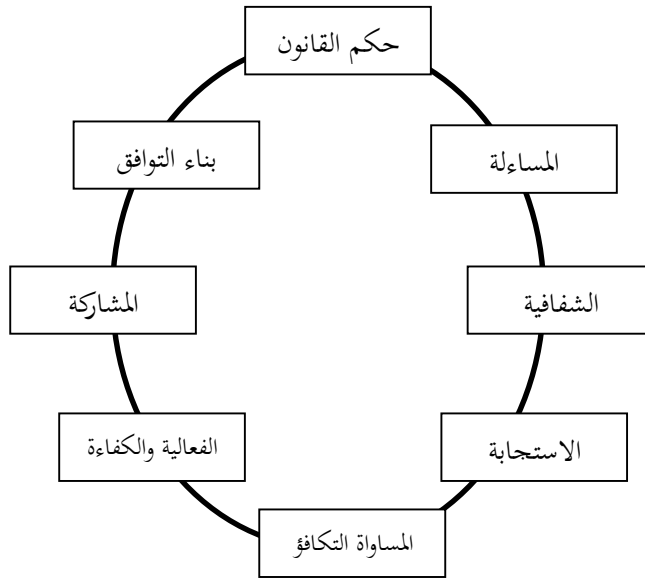 حكم القانون
المساءلة
بناء التوافق
الشفافية
المشاركة
الاستجابة
الفعالية والكفاءة
المساواة التكافؤ